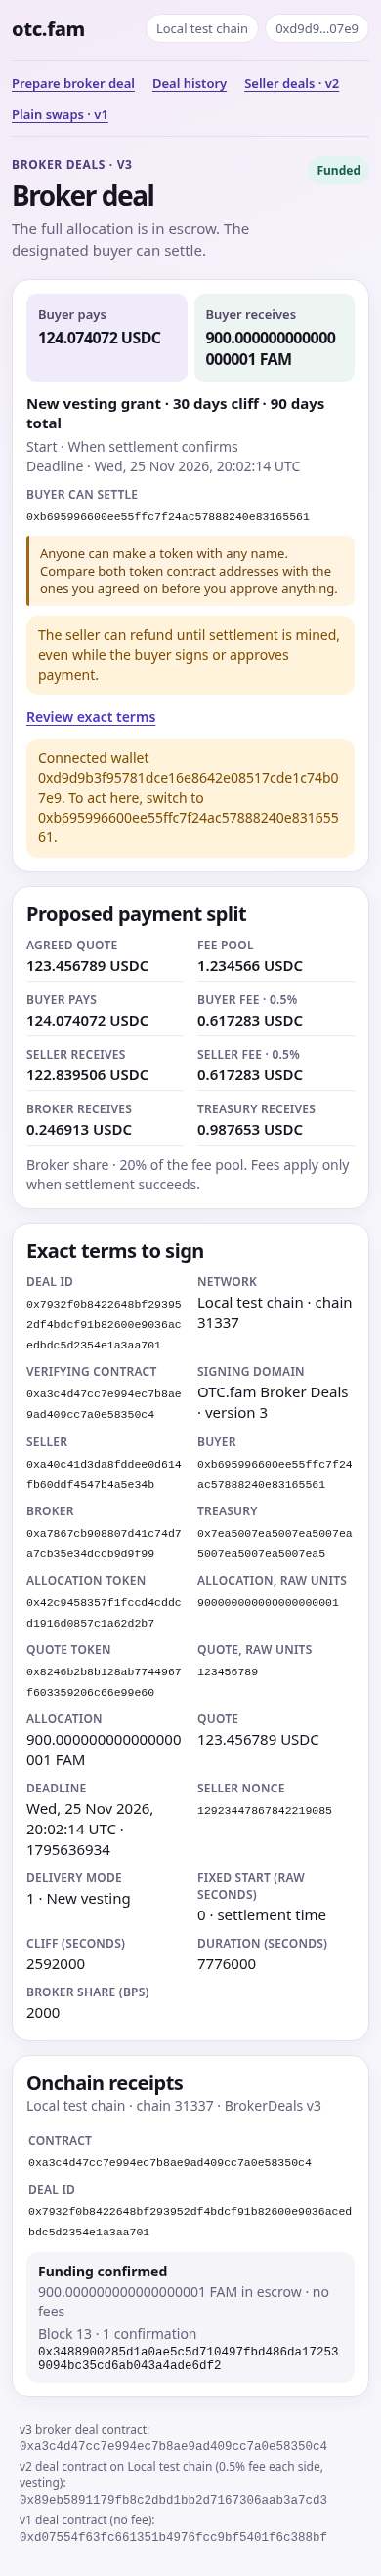 otc.fam
Local test chain
0xd9d9…07e9
Prepare broker deal
Deal history
Seller deals · v2
Plain swaps · v1
BROKER DEALS · V3
Broker deal
Funded
The full allocation is in escrow. The
designated buyer can settle.
Buyer pays
124.074072 USDC
Buyer receives
900.000000000000
000001 FAM
New vesting grant · 30 days cliff · 90 days
total
Start · When settlement confirms
Deadline · Wed, 25 Nov 2026, 20:02:14 UTC
BUYER CAN SETTLE
0xb695996600ee55ffc7f24ac57888240e83165561
Anyone can make a token with any name.
Compare both token contract addresses with the
ones you agreed on before you approve anything.
The seller can refund until settlement is mined,
even while the buyer signs or approves
payment.
Review exact terms
Connected wallet
0xd9d9b3f95781dce16e8642e08517cde1c74b0
7e9. To act here, switch to
0xb695996600ee55ffc7f24ac57888240e831655
61.
Proposed payment split
AGREED QUOTE
123.456789 USDC
FEE POOL
1.234566 USDC
BUYER PAYS
124.074072 USDC
BUYER FEE · 0.5%
0.617283 USDC
SELLER RECEIVES
122.839506 USDC
SELLER FEE · 0.5%
0.617283 USDC
BROKER RECEIVES
0.246913 USDC
TREASURY RECEIVES
0.987653 USDC
Broker share · 20% of the fee pool. Fees apply only
when settlement succeeds.
Exact terms to sign
DEAL ID
0x7932f0b8422648bf29395
2df4bdcf91b82600e9036ac
edbdc5d2354e1a3aa701
NETWORK
Local test chain · chain
31337
VERIFYING CONTRACT
0xa3c4d47cc7e994ec7b8ae
9ad409cc7a0e58350c4
SIGNING DOMAIN
OTC.fam Broker Deals
· version 3
SELLER
0xa40c41d3da8fddee0d614
fb60ddf4547b4a5e34b
BUYER
0xb695996600ee55ffc7f24
ac57888240e83165561
BROKER
0xa7867cb908807d41c74d7
a7cb35e34dccb9d9f99
TREASURY
0x7ea5007ea5007ea5007ea
5007ea5007ea5007ea5
ALLOCATION TOKEN
0x42c9458357f1fccd4cddc
d1916d0857c1a62d2b7
ALLOCATION, RAW UNITS
900000000000000000001
QUOTE TOKEN
0x8246b2b8b128ab7744967
f603359206c66e99e60
QUOTE, RAW UNITS
123456789
ALLOCATION
900.000000000000000
001 FAM
QUOTE
123.456789 USDC
DEADLINE
Wed, 25 Nov 2026,
20:02:14 UTC ·
1795636934
SELLER NONCE
12923447867842219085
DELIVERY MODE
1 · New vesting
FIXED START (RAW
SECONDS)
0 · settlement time
CLIFF (SECONDS)
2592000
DURATION (SECONDS)
7776000
BROKER SHARE (BPS)
2000
Onchain receipts
Local test chain · chain 31337 · BrokerDeals v3
CONTRACT
0xa3c4d47cc7e994ec7b8ae9ad409cc7a0e58350c4
DEAL ID
0x7932f0b8422648bf293952df4bdcf91b82600e9036aced
bdc5d2354e1a3aa701
Funding confirmed
900.000000000000000001 FAM in escrow · no
fees
Block 13 · 1 confirmation
0x3488900285d1a0ae5c5d710497fbd486da17253
9094bc35cd6ab043a4ade6df2
v3 broker deal contract:
0xa3c4d47cc7e994ec7b8ae9ad409cc7a0e58350c4
v2 deal contract on Local test chain (0.5% fee each side,
vesting):
0x89eb5891179fb8c2dbd1bb2d7167306aab3a7cd3
v1 deal contract (no fee):
0xd07554f63fc661351b4976fcc9bf5401f6c388bf